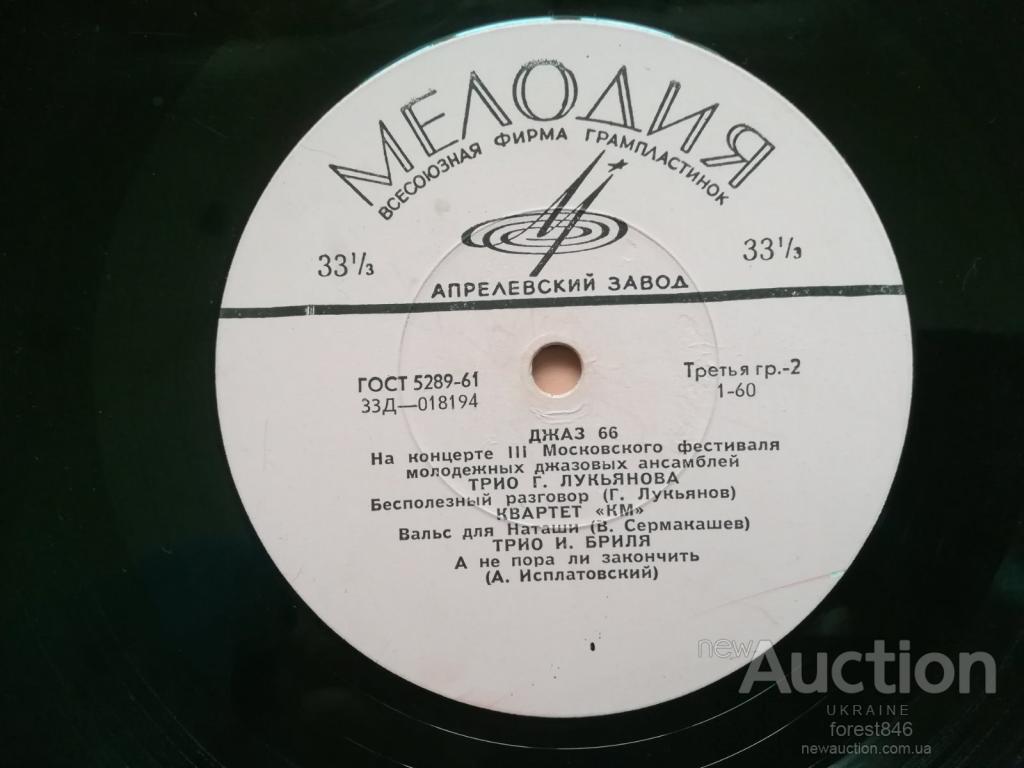 МЕЛОДИЯ
ВСЕСОЮЗНАЯ ФИРМА ГРАМПЛАСТИНОК
33⅓ 33⅓
АПРЕЛЕВСКИЙ ЗАВОД
ГОСТ 5289-61 Третья гр.-2
33Д—018194 1-60
ДЖАЗ 66
На концерте III Московского фестиваля
молодежных джазовых ансамблей
ТРИО Г. ЛУКЬЯНОВА
Бесполезный разговор (Г. Лукьянов)
КВАРТЕТ «КМ»
Вальс для Наташи (В. Сермакашев)
ТРИО И. БРИЛЯ
А не пора ли закончить
(А. Исплатовский)
newAuction
UKRAINE
forest846
newauction.com.ua